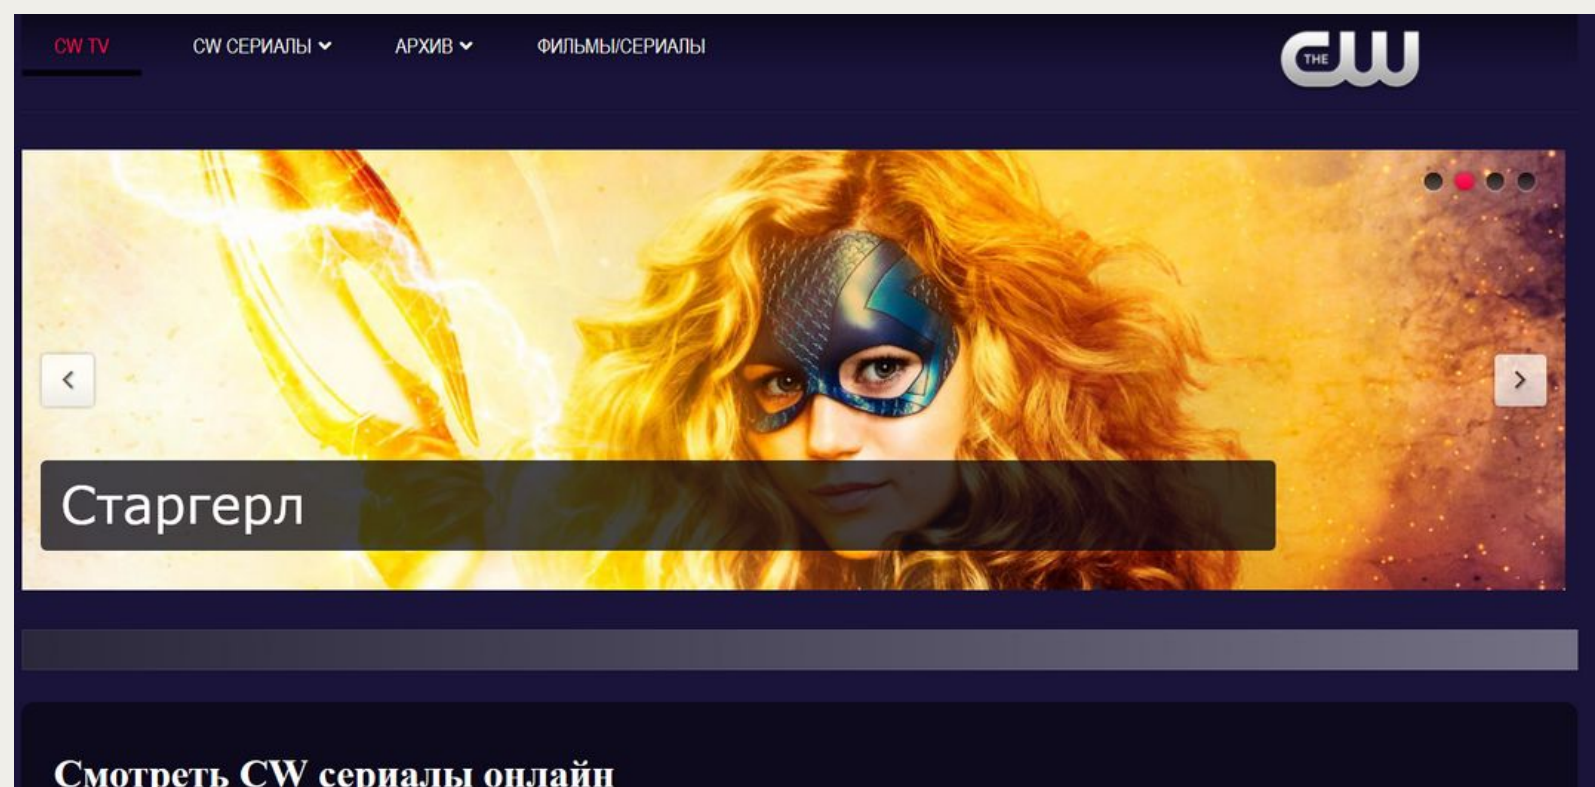 CW TV CW СЕРИАЛЫ АРХИВ ФИЛЬМЫ/СЕРИАЛЫ THE CW
Старгерл
Смотреть CW сериалы онлайн